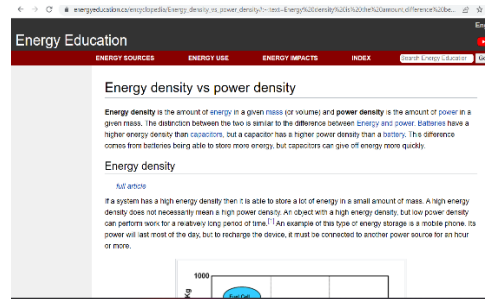 energyeducation.ca/encyclopedia/Energy_density_vs_power_density
Energy Education
ENERGY SOURCES ENERGY USE ENERGY IMPACTS INDEX Search Energy Education
Energy density vs power density
Energy density is the amount of energy in a given mass (or volume) and power density is the amount of power in a
given mass. The distinction between the two is similar to the difference between Energy and power. Batteries have a
higher energy density than capacitors, but a capacitor has a higher power density than a battery. This difference
comes from batteries being able to store more energy, but capacitors can give off energy more quickly.
Energy density
full article
If a system has a high energy density then it is able to store a lot of energy in a small amount of mass. A high energy
density does not necessarily mean a high power density. An object with a high energy density, but low power density
can perform work for a relatively long period of time.[1] An example of this type of energy storage is a mobile phone. Its
power will last most of the day, but to recharge the device, it must be connected to another power source for an hour
or more.
1000
Fuel Cell